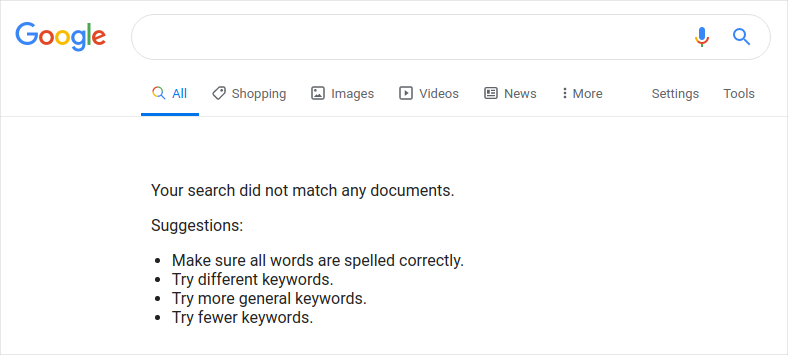 Google
All Shopping Images Videos News More Settings Tools
Your search did not match any documents.
Suggestions:
Make sure all words are spelled correctly.
Try different keywords.
Try more general keywords.
Try fewer keywords.